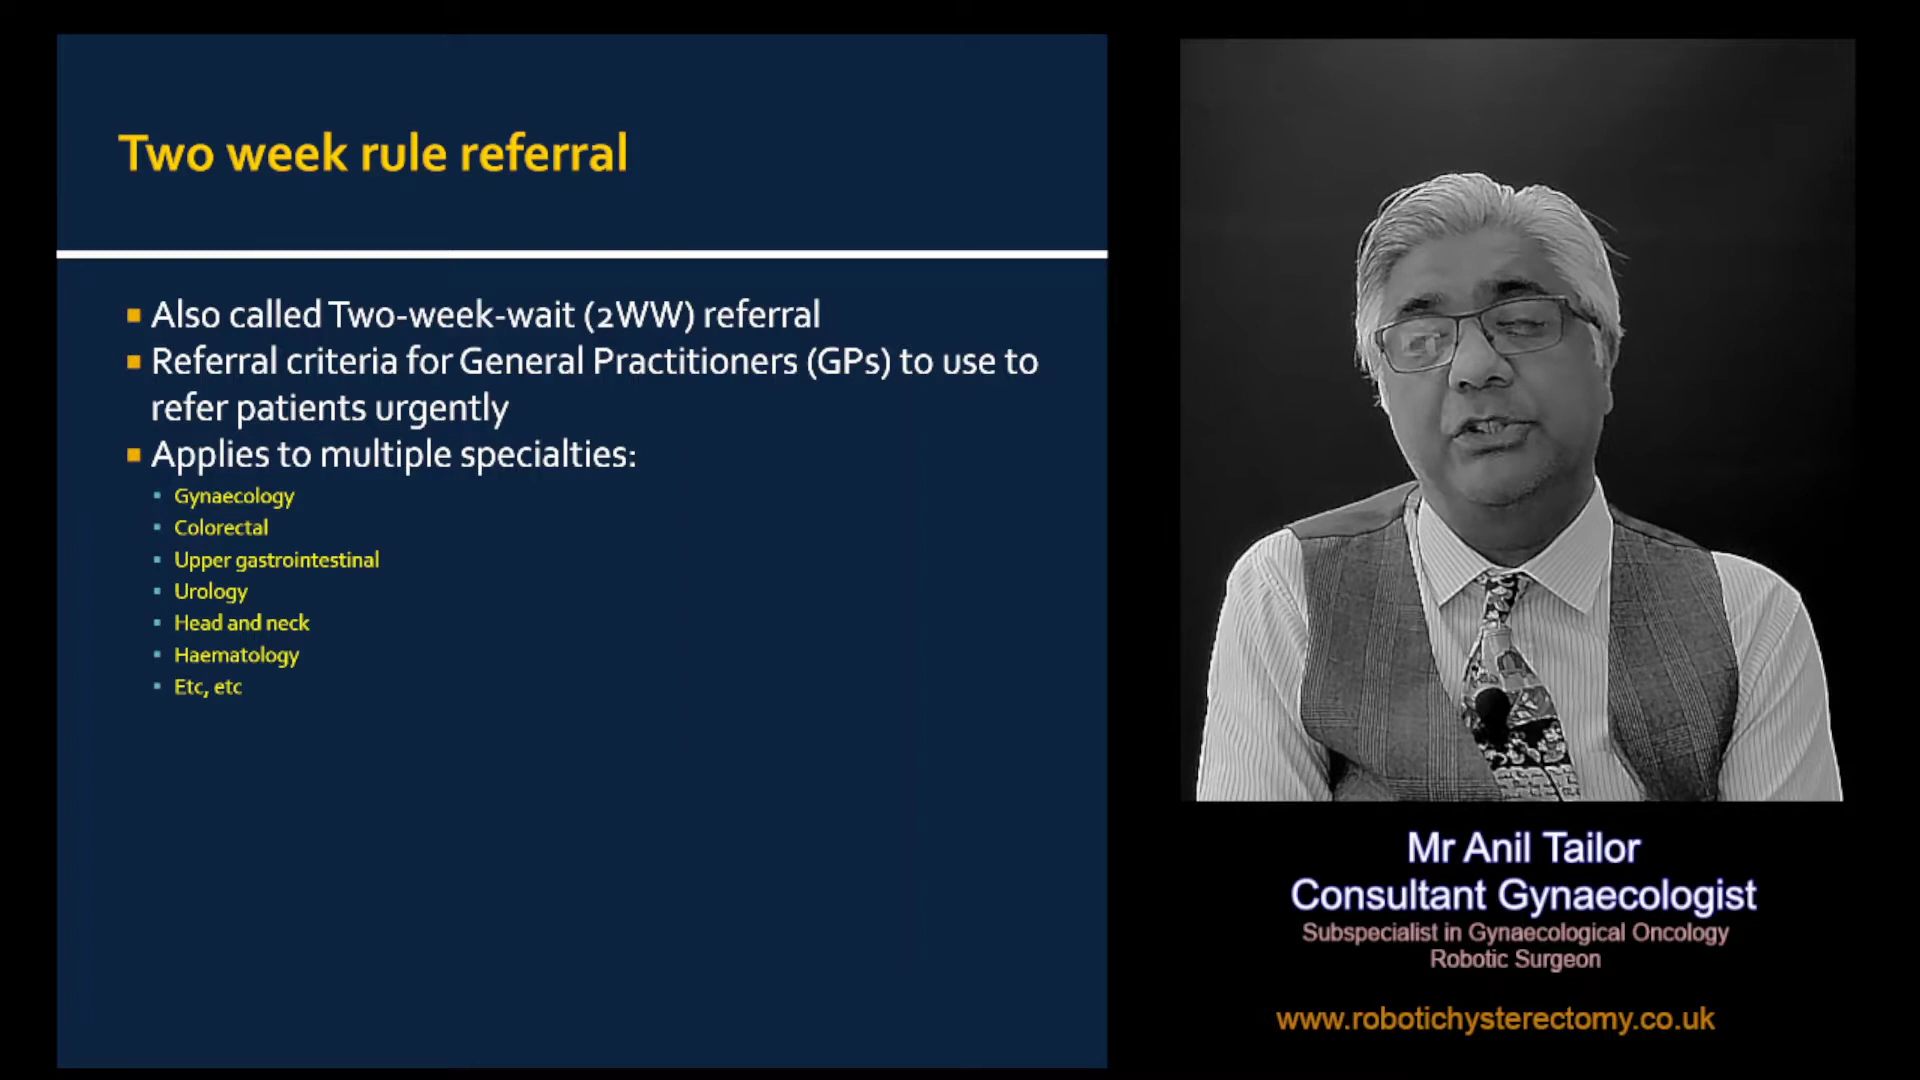 Two week rule referral
Also called Two-week-wait (2WW) referral
Referral criteria for General Practitioners (GPs) to use to
refer patients urgently
Applies to multiple specialties:
Gynaecology
Colorectal
Upper gastrointestinal
Urology
Head and neck
Haematology
Etc, etc
Mr Anil Tailor
Consultant Gynaecologist
Subspecialist in Gynaecological Oncology
Robotic Surgeon
www.robotichysterectomy.co.uk